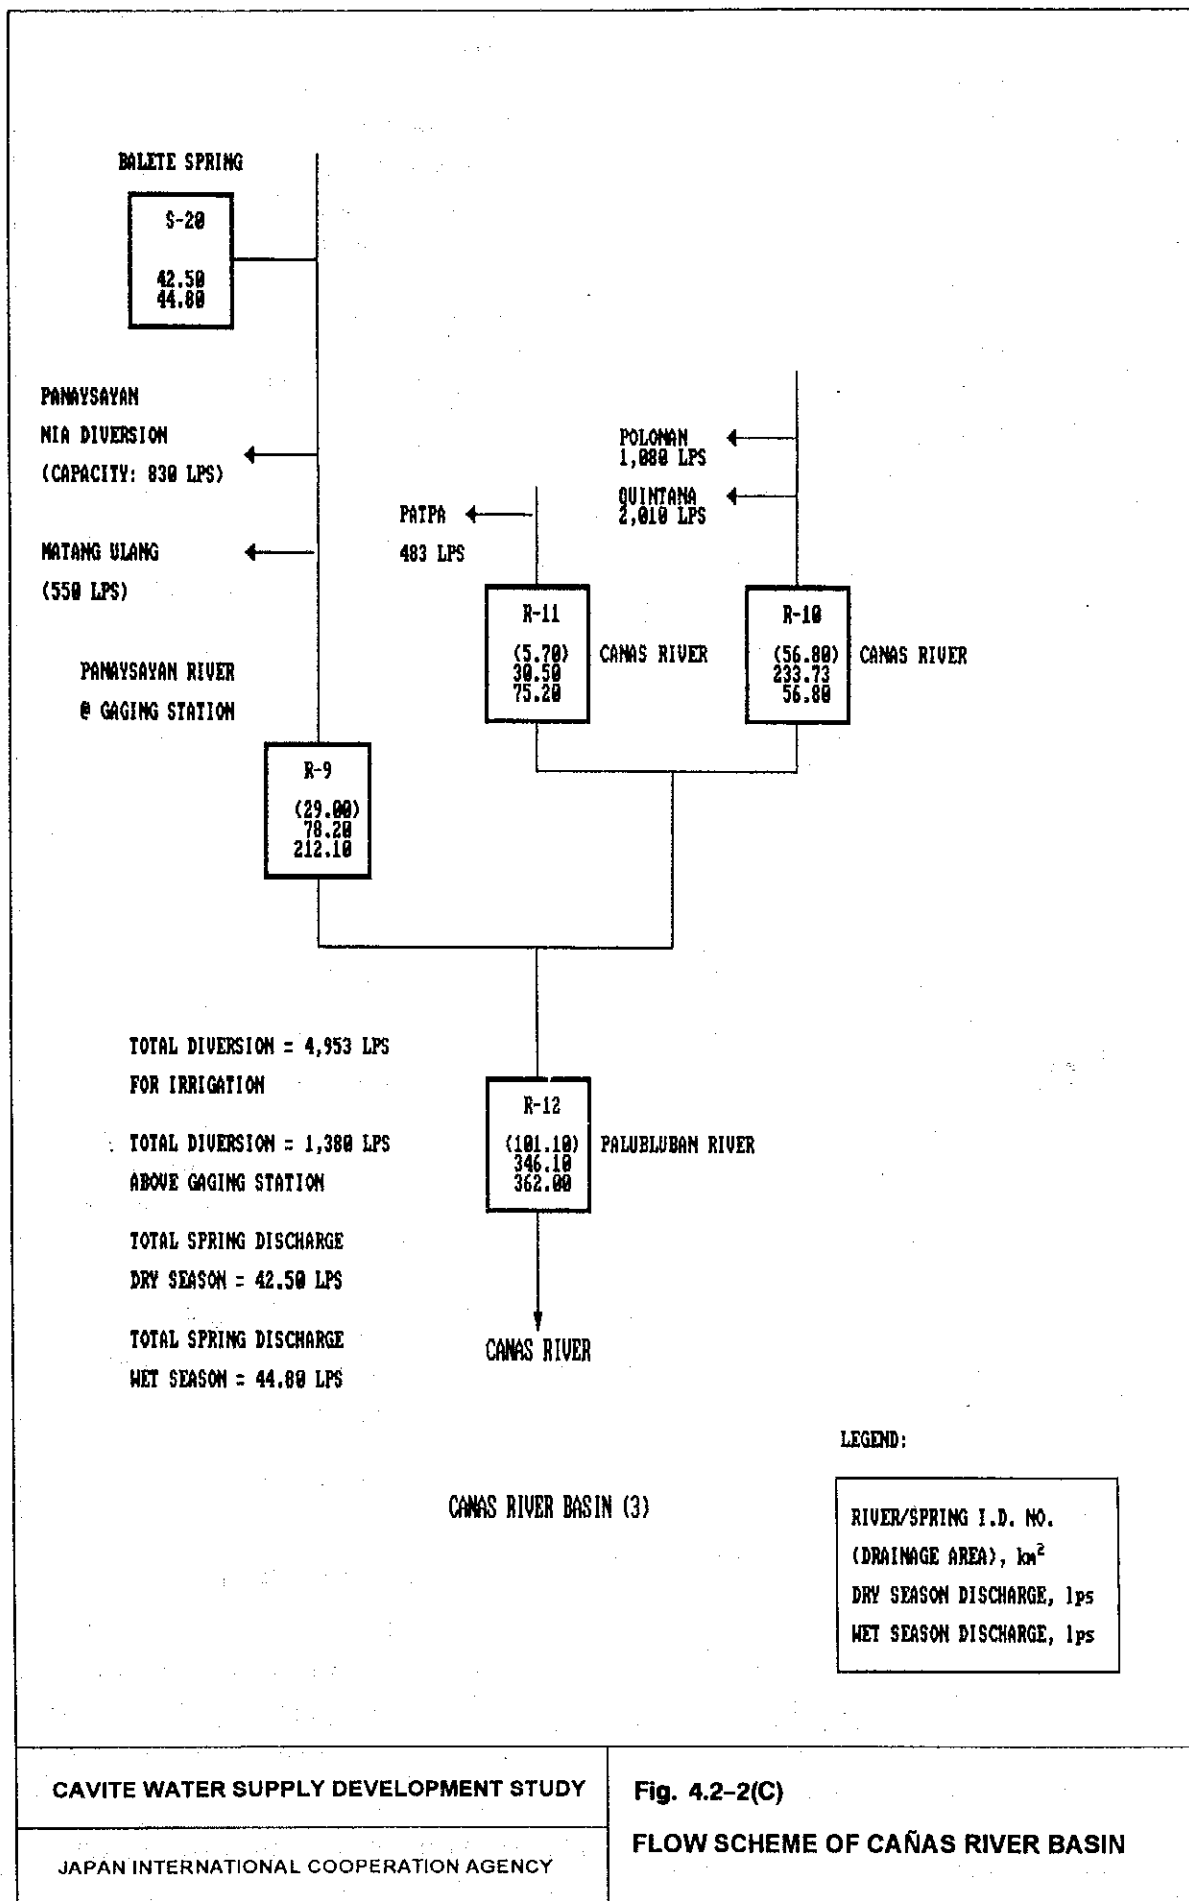 BALETE SPRING
S-20
42.50
44.80
PANAYSAYAN
NIA DIVERSION
(CAPACITY: 830 LPS)
MATANG ULANG
(550 LPS)
PANAYSAYAN RIVER
@ GAGING STATION
R-9
(29.00)
78.20
212.10
PATPA
483 LPS
R-11
(5.70)
30.50
75.20
CANAS RIVER
POLONAN
1,080 LPS
QUINTANA
2,010 LPS
R-10
(56.80)
233.73
56.80
CANAS RIVER
TOTAL DIVERSION = 4,953 LPS
FOR IRRIGATION
TOTAL DIVERSION = 1,380 LPS
ABOVE GAGING STATION
TOTAL SPRING DISCHARGE
DRY SEASON = 42.50 LPS
TOTAL SPRING DISCHARGE
WET SEASON = 44.80 LPS
R-12
(101.10)
346.10
362.00
PALUBLUBAN RIVER
CANAS RIVER
CANAS RIVER BASIN (3)
LEGEND:
RIVER/SPRING I.D. NO.
(DRAINAGE AREA), km²
DRY SEASON DISCHARGE, lps
WET SEASON DISCHARGE, lps
CAVITE WATER SUPPLY DEVELOPMENT STUDY
JAPAN INTERNATIONAL COOPERATION AGENCY
Fig. 4.2-2(C)
FLOW SCHEME OF CAÑAS RIVER BASIN